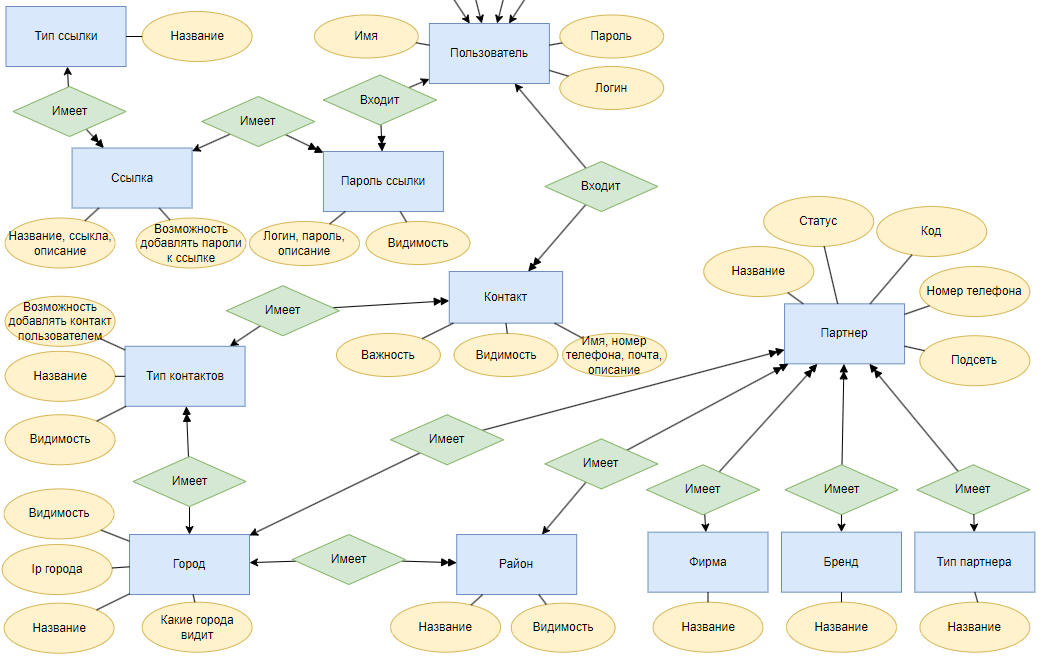 Тип ссылки
Название
Имя
Пользователь
Пароль
Логин
Имеет
Имеет
Входит
Ссылка
Пароль ссылки
Входит
Название, ссыкла,
описание
Возможность
добавлять пароли
к ссылке
Логин, пароль,
описание
Видимость
Статус
Код
Название
Номер телефона
Партнер
Подсеть
Контакт
Имеет
Важность
Видимость
Имя, номер
телефона, почта,
описание
Возможность
добавлять контакт
пользователем
Название
Видимость
Тип контактов
Имеет
Имеет
Имеет
Имеет
Имеет
Имеет
Видимость
Ip города
Название
Город
Какие города
видит
Имеет
Район
Название
Видимость
Фирма
Бренд
Тип партнера
Название
Название
Название